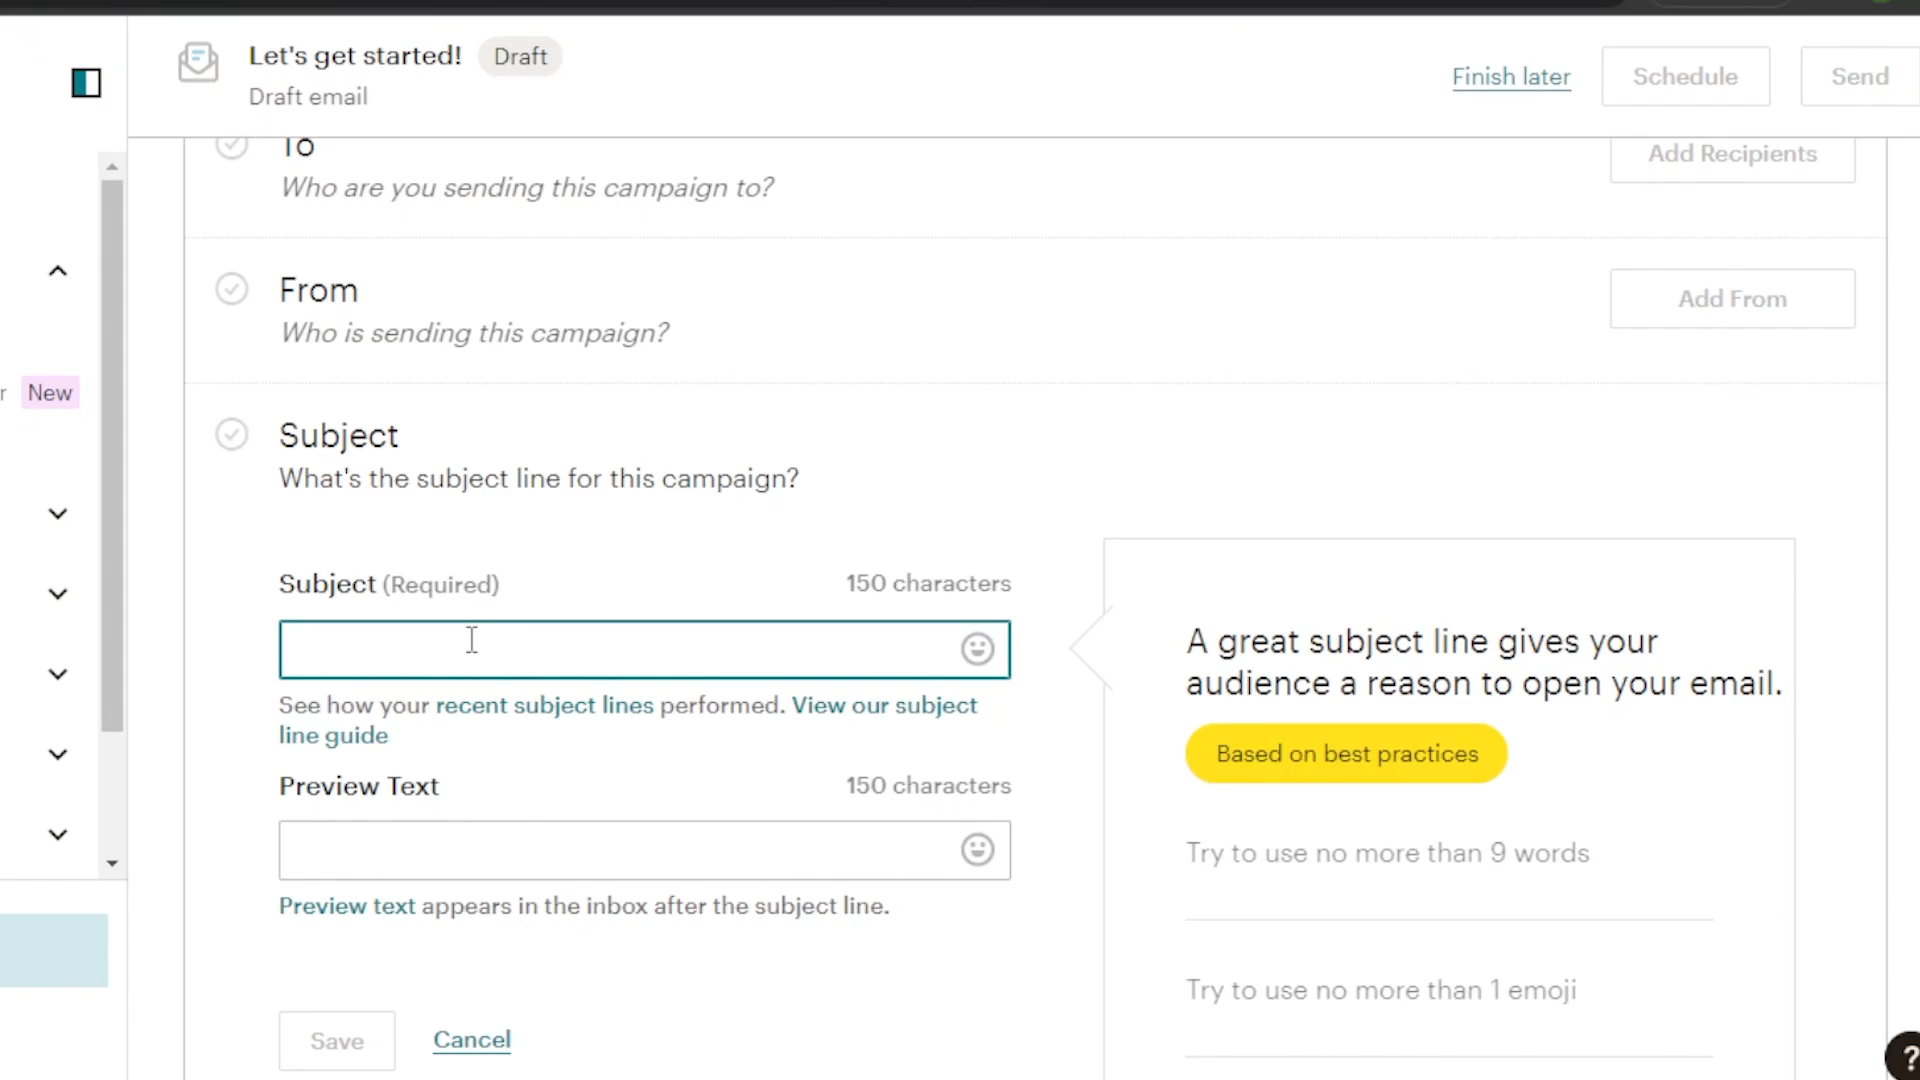 Let's get started! Draft
Draft email
Finish later
Schedule
Send
To
Who are you sending this campaign to?
Add Recipients
From
Who is sending this campaign?
Add From
r New
Subject
What's the subject line for this campaign?
Subject (Required) 150 characters
See how your recent subject lines performed. View our subject
line guide
Preview Text 150 characters
Preview text appears in the inbox after the subject line.
Save
Cancel
A great subject line gives your
audience a reason to open your email.
Based on best practices
Try to use no more than 9 words
Try to use no more than 1 emoji
?